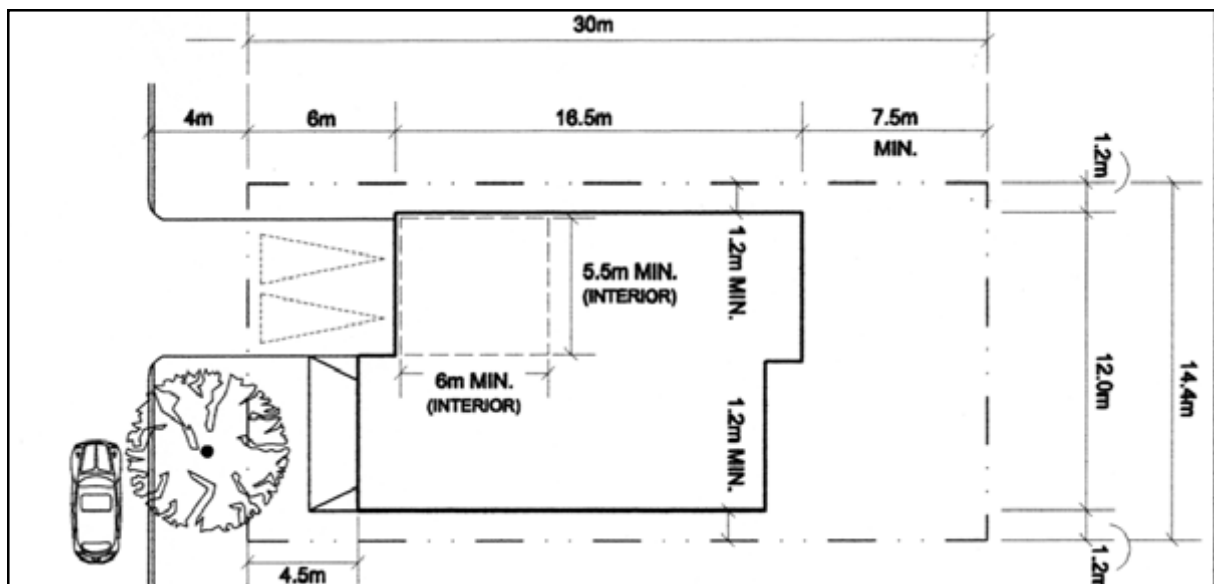 30m
4m
6m
16.5m
7.5m
MIN.
1.2m
1.2m MIN.
5.5m MIN.
(INTERIOR)
6m MIN.
(INTERIOR)
1.2m MIN.
12.0m
14.4m
1.2m
4.5m